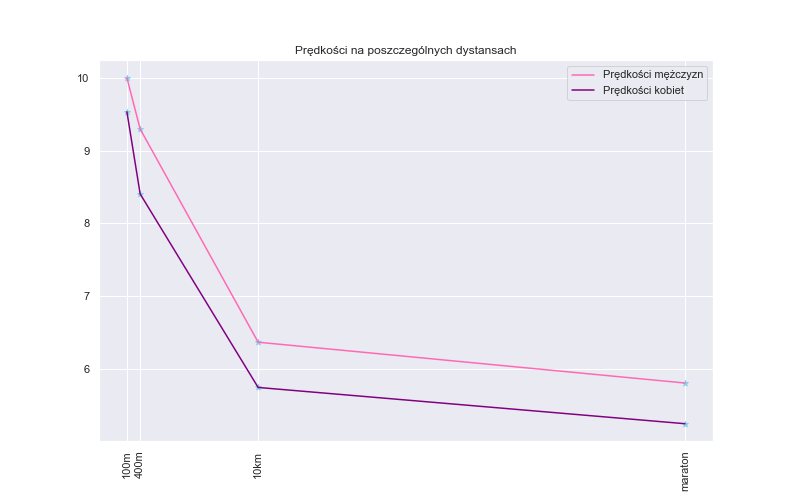 Prędkości na poszczególnych dystansach
Prędkości mężczyzn
Prędkości kobiet
10
9
8
7
6
100m
400m
10km
maraton